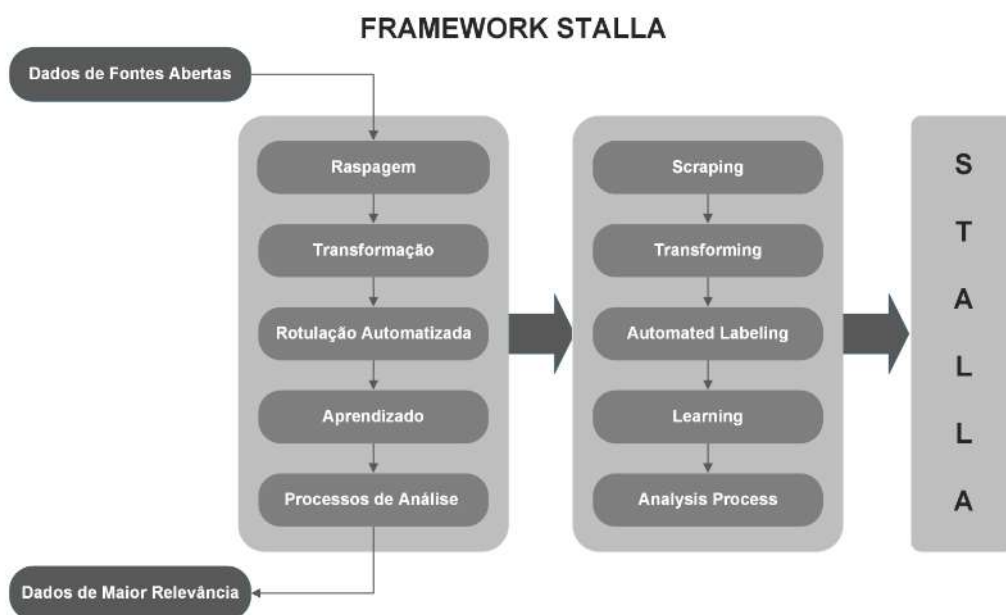 FRAMEWORK STALLA
Dados de Fontes Abertas
Raspagem
Transformação
Rotulação Automatizada
Aprendizado
Processos de Análise
Dados de Maior Relevância
Scraping
Transforming
Automated Labeling
Learning
Analysis Process
S
T
A
L
L
A